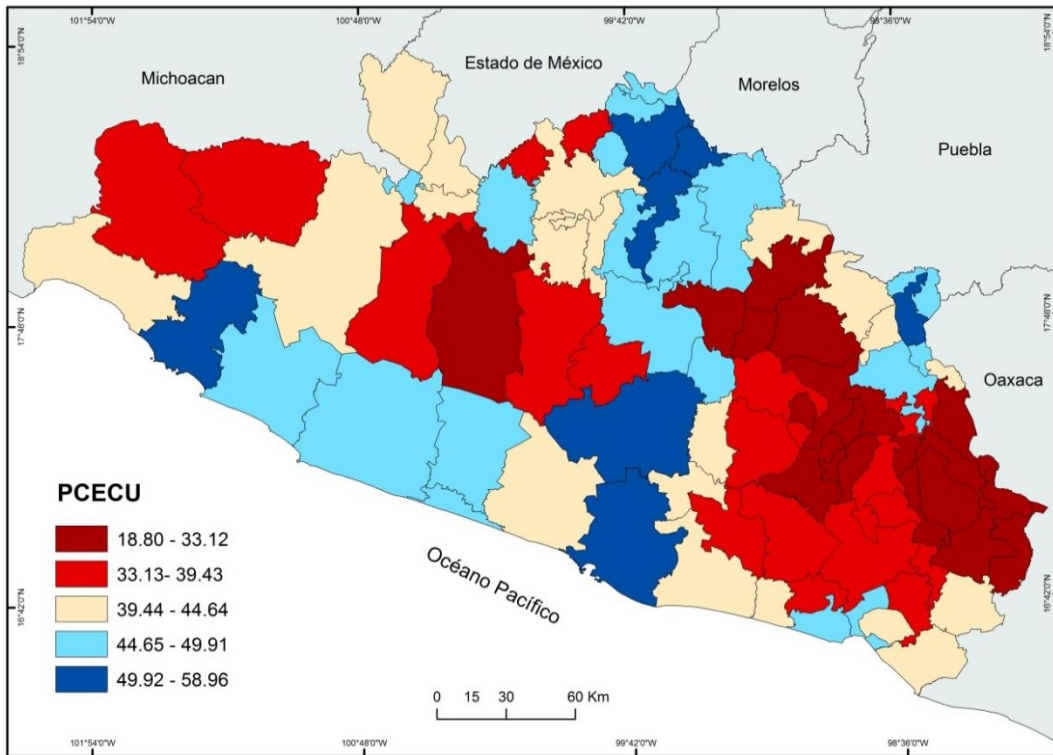 101°54'0"W 100°48'0"W 99°42'0"W 98°36'0"W
18°54'0"N 18°54'0"N
Michoacan
Estado de México
Morelos
Puebla
17°48'0"N 17°48'0"N
Oaxaca
PCECU
18.80 - 33.12
33.13- 39.43
39.44 - 44.64
44.65 - 49.91
49.92 - 58.96
Océano Pacífico
16°42'0"N 16°42'0"N
0 15 30 60 Km
101°54'0"W 100°48'0"W 99°42'0"W 98°36'0"W